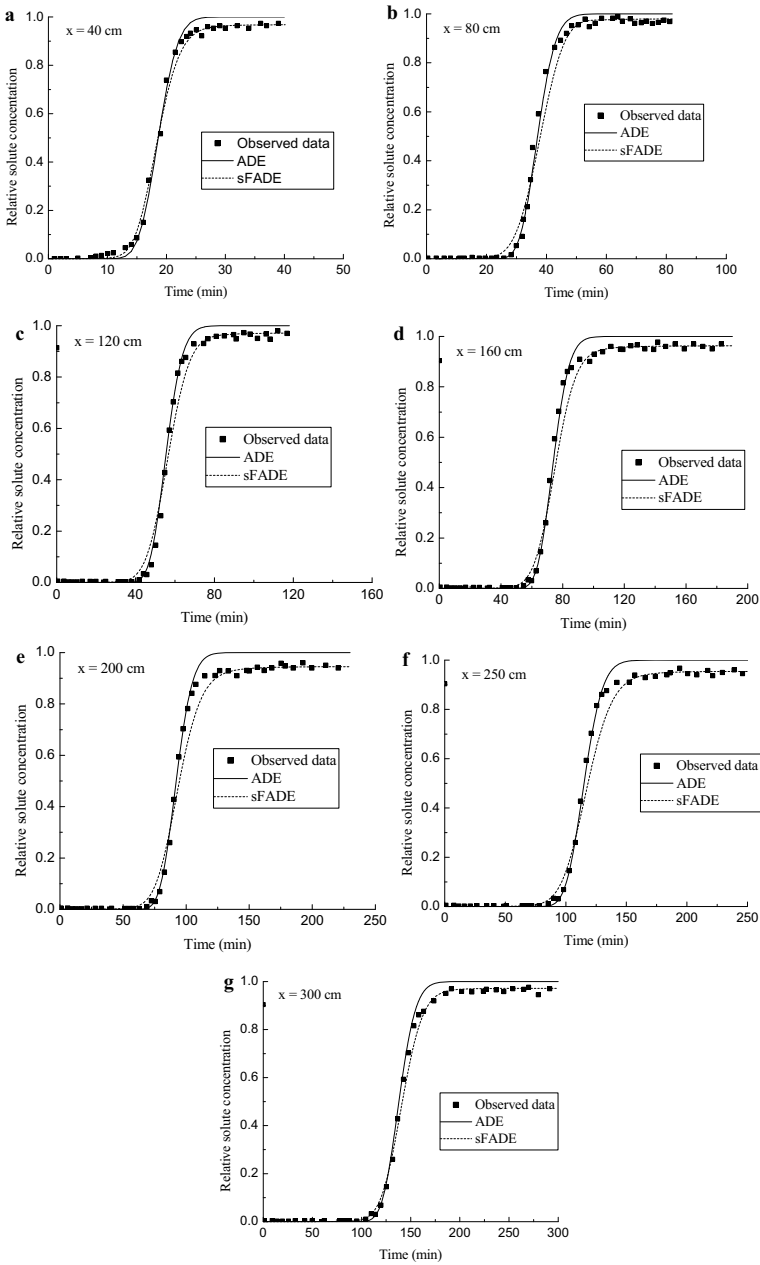 a
x = 40 cm
1.0
0.8
0.6
0.4
0.2
0.0
0
10
20
30
40
50
Relative solute concentration
Time (min)
Observed data
ADE
sFADE
b
x = 80 cm
1.0
0.8
0.6
0.4
0.2
0.0
0
20
40
60
80
100
Relative solute concentration
Time (min)
Observed data
ADE
sFADE
c
x = 120 cm
1.0
0.8
0.6
0.4
0.2
0.0
0
20
40
60
80
100
120
140
160
Relative solute concentration
Time (min)
Observed data
ADE
sFADE
d
x = 160 cm
1.0
0.8
0.6
0.4
0.2
0.0
0
40
80
120
160
200
Relative solute concentration
Time (min)
Observed data
ADE
sFADE
e
x = 200 cm
1.0
0.8
0.6
0.4
0.2
0.0
0
50
100
150
200
250
Relative solute concentration
Time (min)
Observed data
ADE
sFADE
f
x = 250 cm
1.0
0.8
0.6
0.4
0.2
0.0
0
50
100
150
200
250
Relative solute concentration
Time (min)
Observed data
ADE
sFADE
g
x = 300 cm
1.0
0.8
0.6
0.4
0.2
0.0
0
50
100
150
200
250
300
Relative solute concentration
Time (min)
Observed data
ADE
sFADE